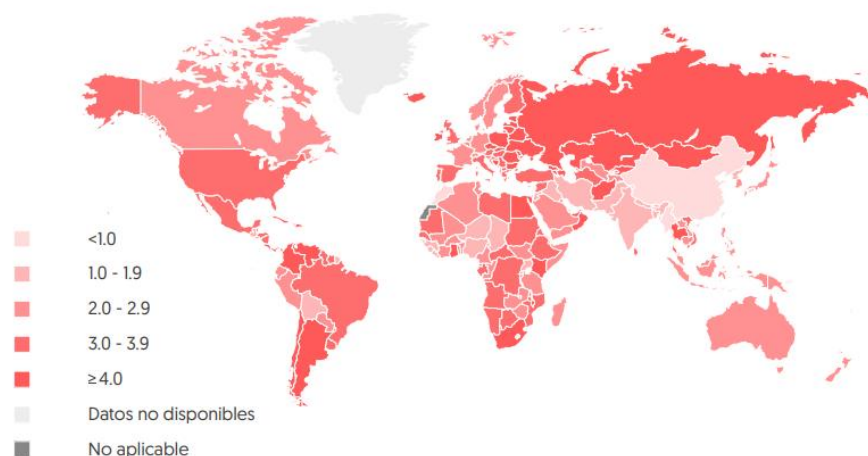 <1.0
1.0 - 1.9
2.0 - 2.9
3.0 - 3.9
≥ 4.0
Datos no disponibles
No aplicable